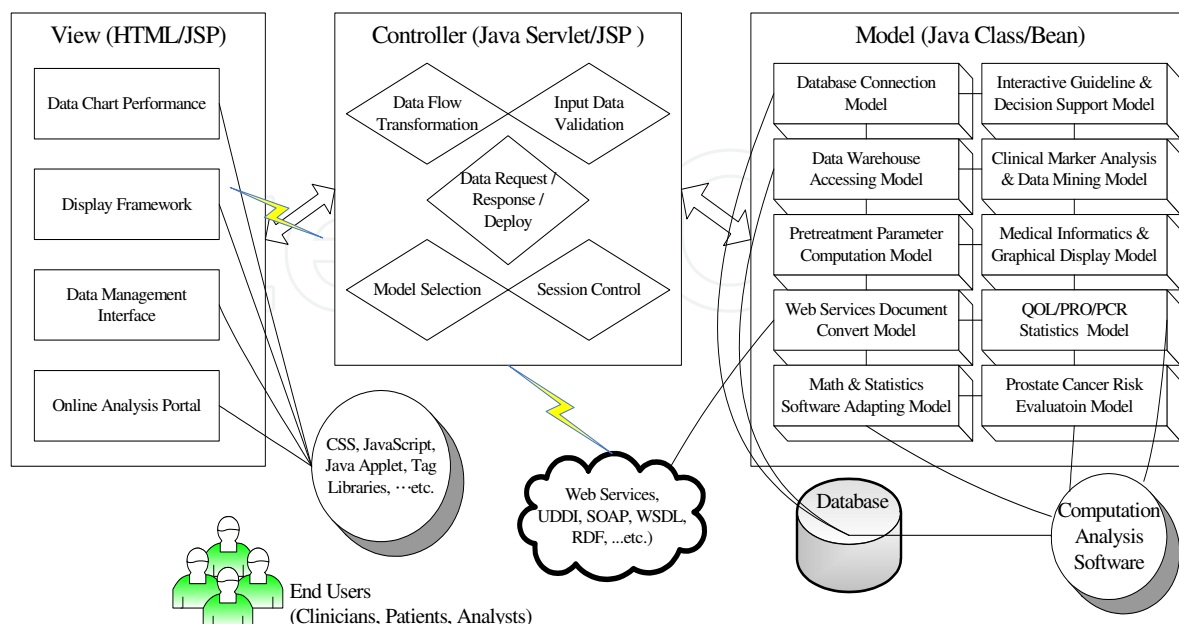 View (HTML/JSP)
Data Chart Performance
Display Framework
Data Management
Interface
Online Analysis Portal
CSS, JavaScript,
Java Applet, Tag
Libraries, …etc.
End Users
(Clinicians, Patients, Analysts)
Controller (Java Servlet/JSP )
Data Flow
Transformation
Input Data
Validation
Data Request /
Response /
Deploy
Model Selection
Session Control
Web Services,
UDDI, SOAP, WSDL,
RDF, ...etc.)
Model (Java Class/Bean)
Database Connection
Model
Interactive Guideline &
Decision Support Model
Data Warehouse
Accessing Model
Clinical Marker Analysis
& Data Mining Model
Pretreatment Parameter
Computation Model
Medical Informatics &
Graphical Display Model
Web Services Document
Convert Model
QOL/PRO/PCR
Statistics Model
Math & Statistics
Software Adapting Model
Prostate Cancer Risk
Evaluatoin Model
Database
Computation
Analysis
Software